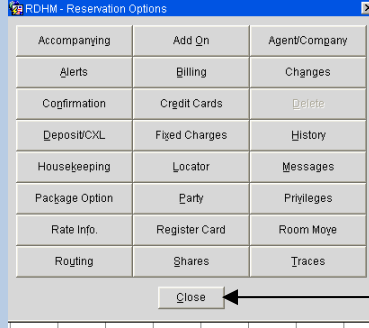 RDHM - Reservation Options
Accompanying Add On Agent/Company
Alerts Billing Changes
Confirmation Credit Cards Delete
Deposit/CXL Fixed Charges History
Housekeeping Locator Messages
Package Option Party Privileges
Rate Info. Register Card Room Move
Routing Shares Traces
Close